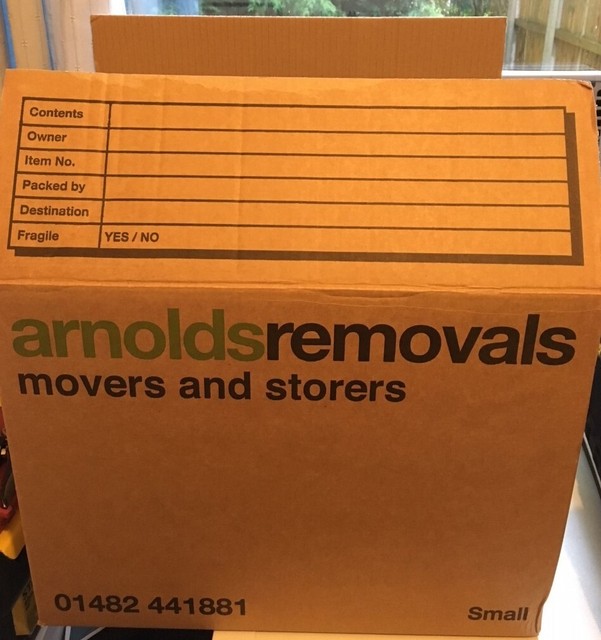 Contents
Owner
Item No.
Packed by
Destination
Fragile YES / NO
arnoldsremovals
movers and storers
01482 441881
Small